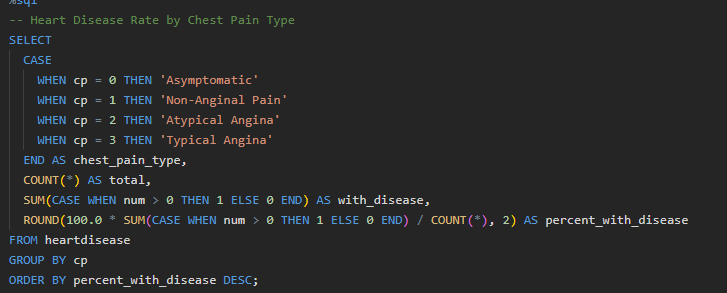 %sql
-- Heart Disease Rate by Chest Pain Type
SELECT
  CASE
    WHEN cp = 0 THEN 'Asymptomatic'
    WHEN cp = 1 THEN 'Non-Anginal Pain'
    WHEN cp = 2 THEN 'Atypical Angina'
    WHEN cp = 3 THEN 'Typical Angina'
  END AS chest_pain_type,
  COUNT(*) AS total,
  SUM(CASE WHEN num > 0 THEN 1 ELSE 0 END) AS with_disease,
  ROUND(100.0 * SUM(CASE WHEN num > 0 THEN 1 ELSE 0 END) / COUNT(*), 2) AS percent_with_disease
FROM heartdisease
GROUP BY cp
ORDER BY percent_with_disease DESC;